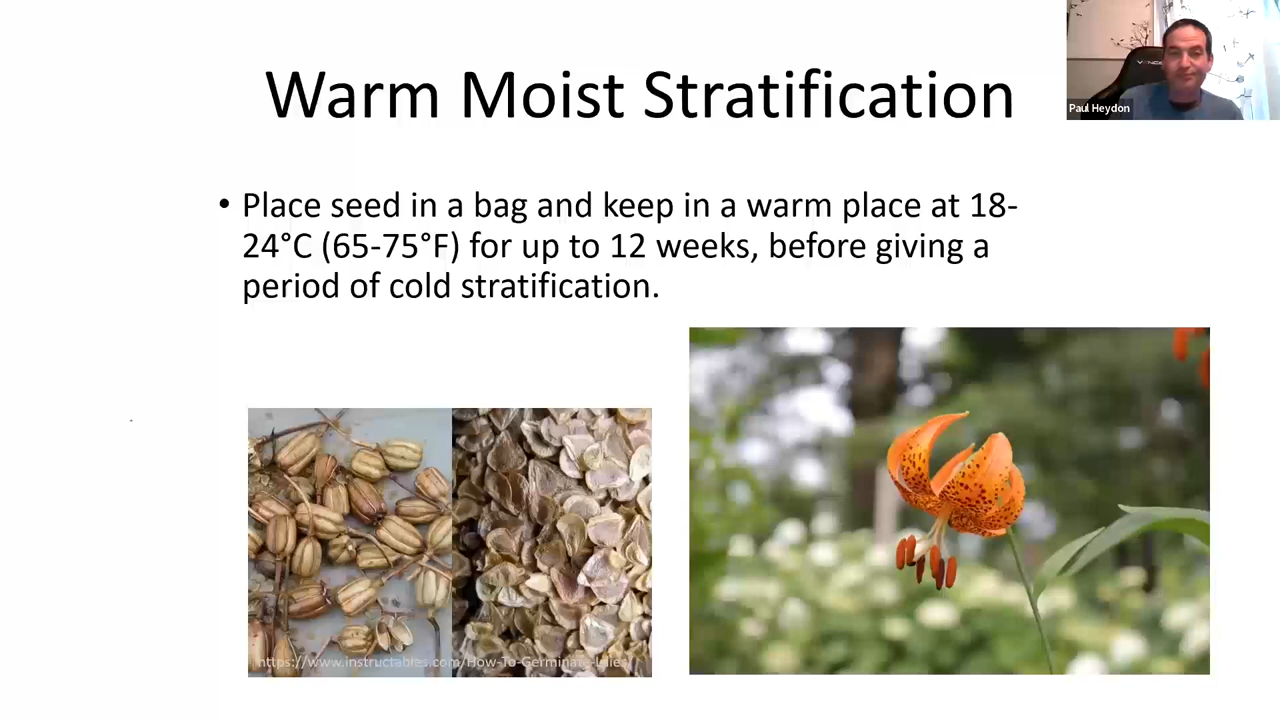 Warm Moist Stratification
Paul Heydon
• Place seed in a bag and keep in a warm place at 18-
24°C (65-75°F) for up to 12 weeks, before giving a
period of cold stratification.
https://www.instructables.com/How-To-Germinate-Lilies/